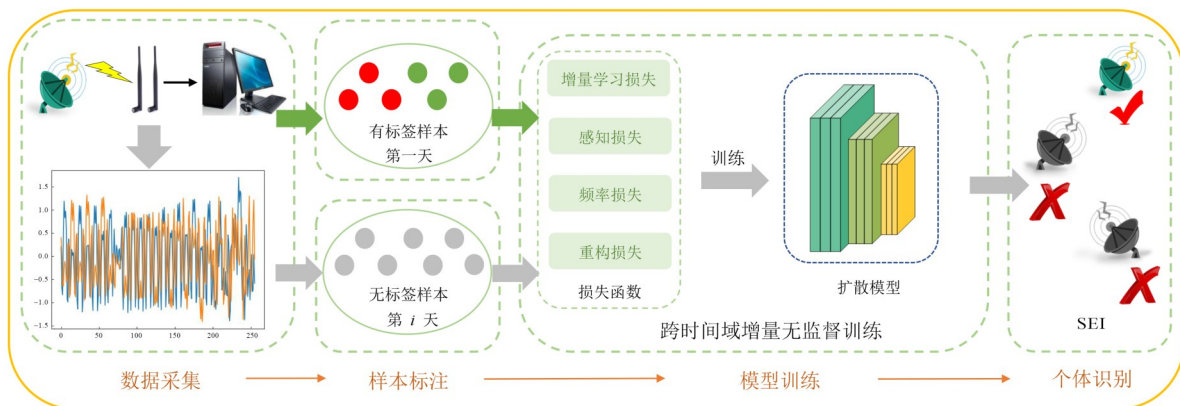 有标签样本
第一天
1.5
1.0
0.5
0.0
-0.5
-1.0
-1.5
0
50
100
150
200
250
无标签样本
第 i 天
增量学习损失
感知损失
频率损失
重构损失
损失函数
训练
扩散模型
跨时间域增量无监督训练
SEI
数据采集
样本标注
模型训练
个体识别